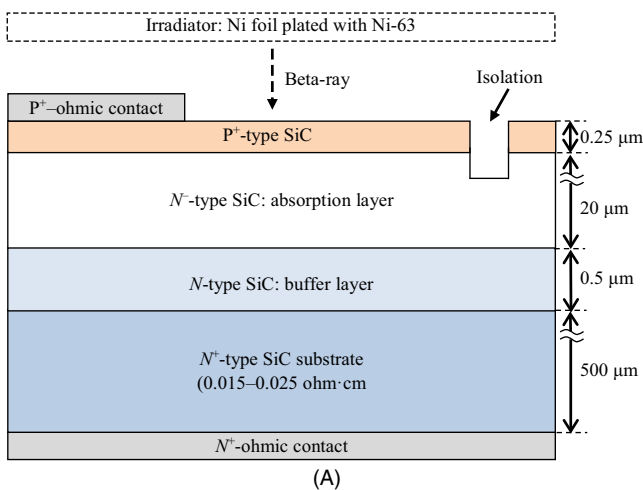 Irradiator: Ni foil plated with Ni-63
Beta-ray
Isolation
P⁺–ohmic contact
P⁺-type SiC
0.25 μm
N⁻-type SiC: absorption layer
20 μm
N-type SiC: buffer layer
0.5 μm
N⁺-type SiC substrate
(0.015–0.025 ohm·cm
500 μm
N⁺-ohmic contact
(A)